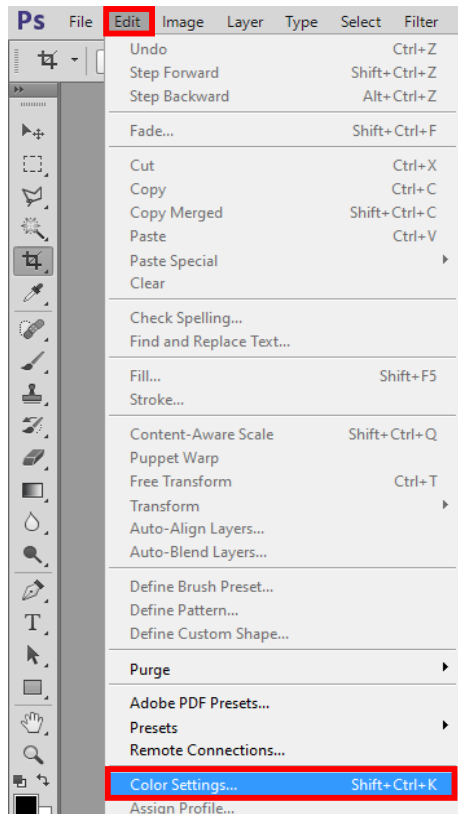 Ps File Edit Image Layer Type Select Filter
Undo Ctrl+Z
Step Forward Shift+Ctrl+Z
Step Backward Alt+Ctrl+Z
Fade... Shift+Ctrl+F
Cut Ctrl+X
Copy Ctrl+C
Copy Merged Shift+Ctrl+C
Paste Ctrl+V
Paste Special
Clear
Check Spelling...
Find and Replace Text...
Fill... Shift+F5
Stroke...
Content-Aware Scale Shift+Ctrl+Q
Puppet Warp
Free Transform Ctrl+T
Transform
Auto-Align Layers...
Auto-Blend Layers...
Define Brush Preset...
Define Pattern...
Define Custom Shape...
Purge
Adobe PDF Presets...
Presets
Remote Connections...
Color Settings... Shift+Ctrl+K
Assign Profile...